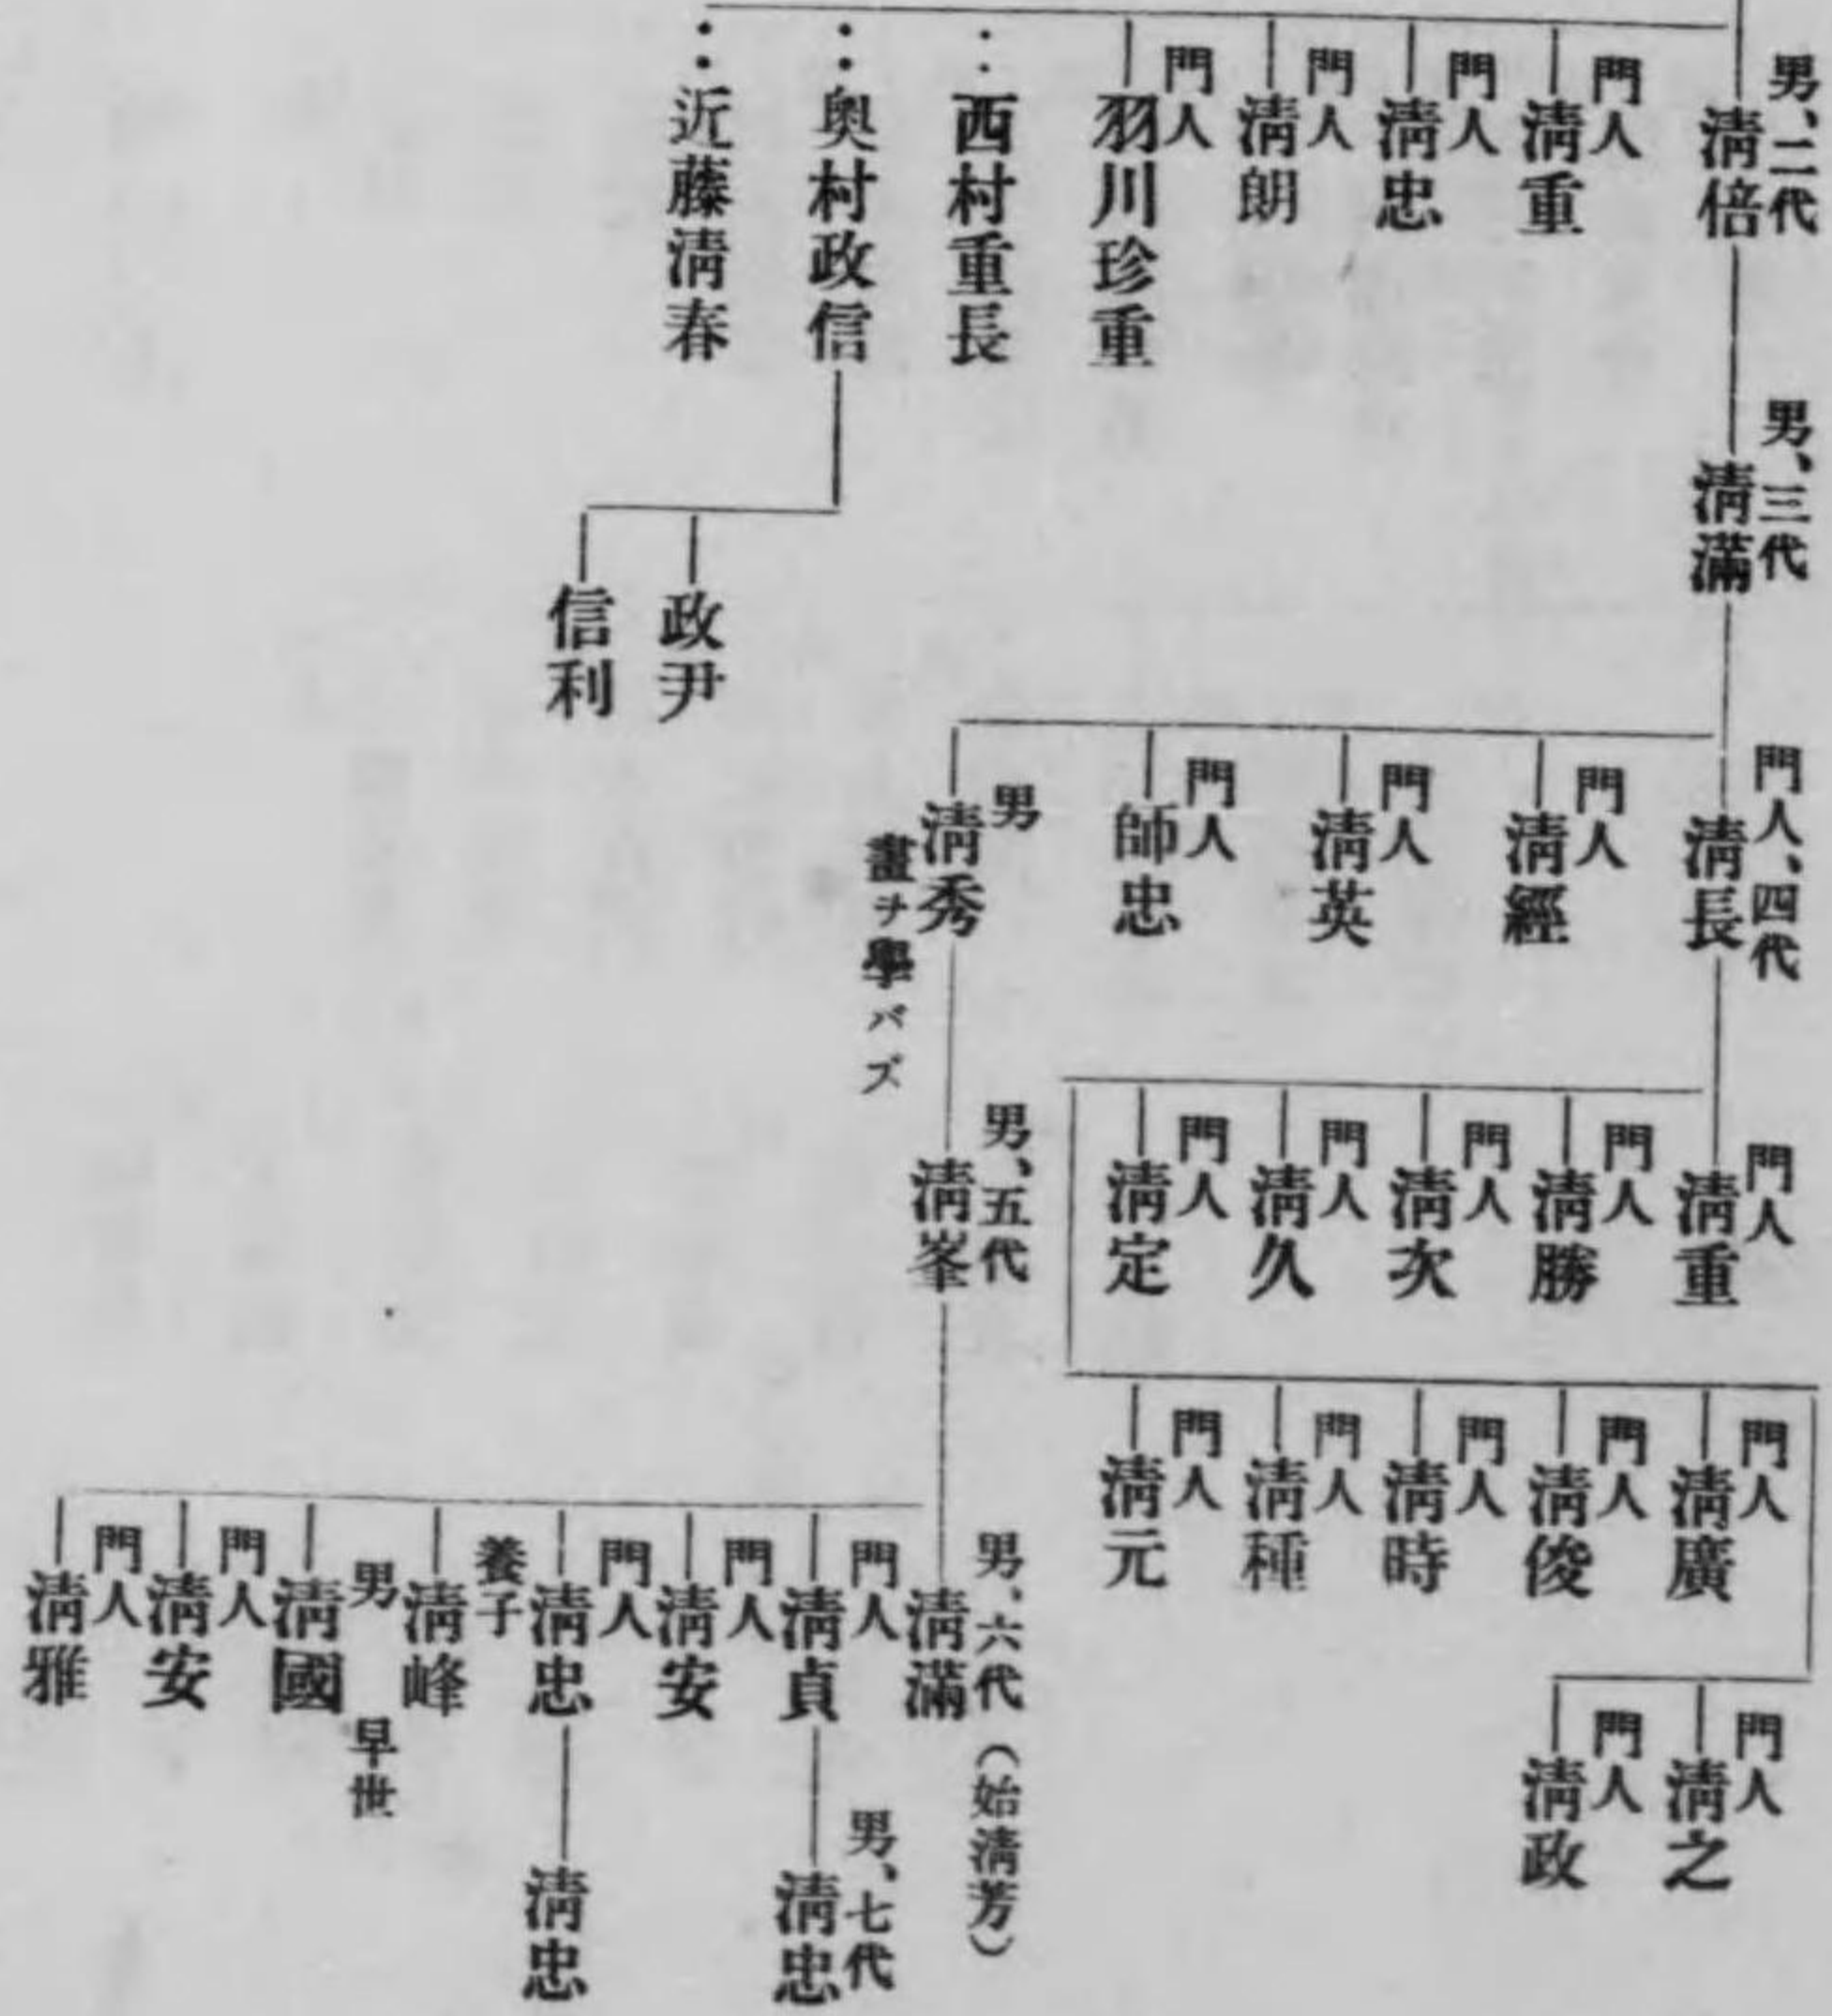 男、二代
清倍
門人
清重
門人
清忠
門人
清朗
門人
羽川珍重
西村重長
奥村政信
近藤清春
政尹
信利
男、三代
清滿
門人、四代
清長
門人
清經
門人
清英
門人
師忠
男
清秀
畫ヲ學バズ
門人
清重
門人
清勝
門人
清次
門人
清久
門人
清定
門人
清廣
門人
清俊
門人
清時
門人
清種
門人
清元
門人
清之
門人
清政
男、五代
清峯
男、六代（始清芳）
清滿
門人
清貞
男、七代
清忠
門人
清安
門人
清忠
清忠
養子
清峰
男 早世
清國
門人
清安
門人
清雅